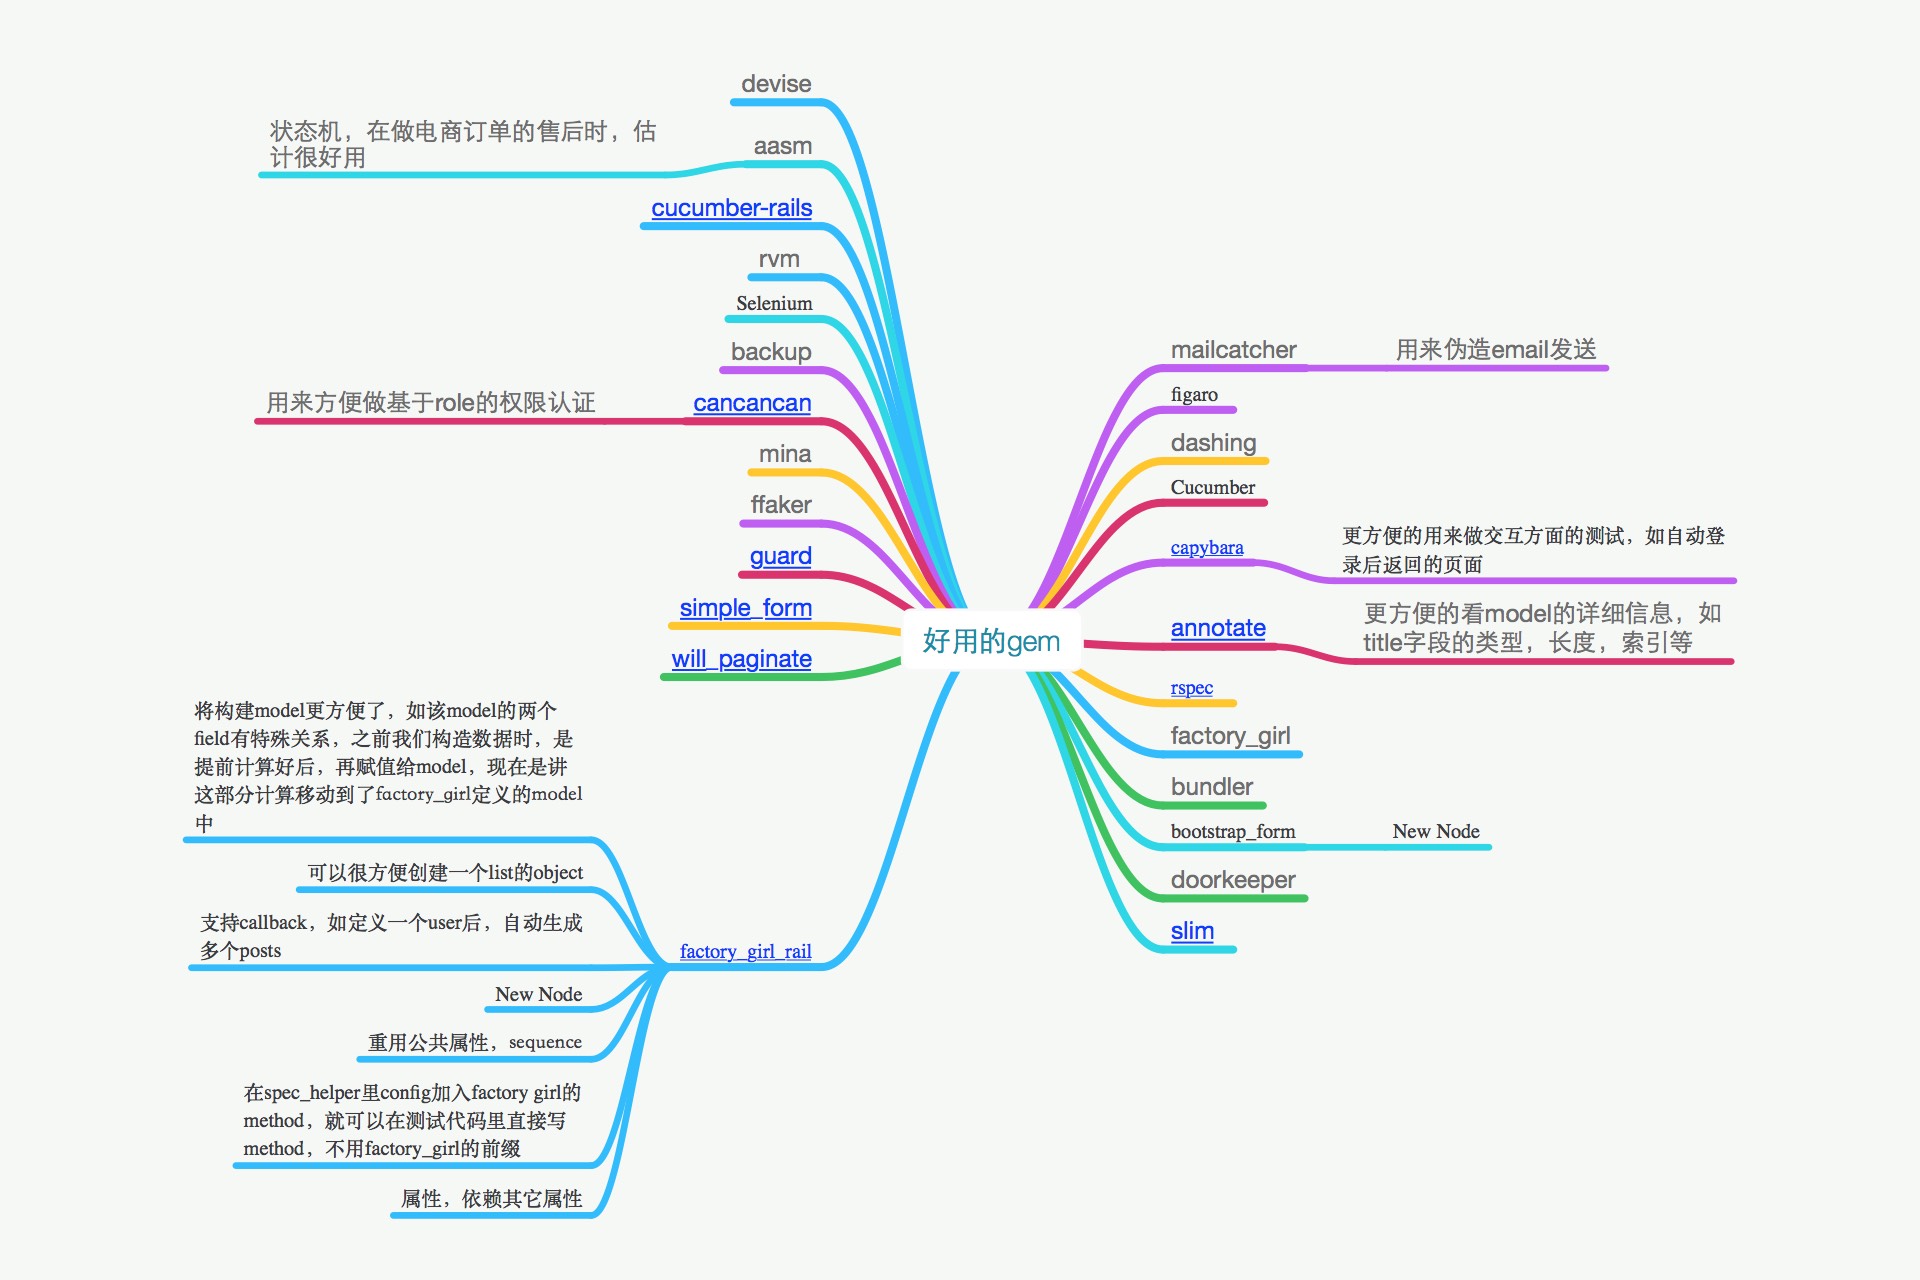 devise
状态机，在做电商订单的售后时，估
计很好用
aasm
cucumber-rails
rvm
Selenium
backup
用来方便做基于role的权限认证
cancancan
mina
ffaker
guard
simple_form
will_paginate
将构建model更方便了，如该model的两个
field有特殊关系，之前我们构造数据时，是
提前计算好后，再赋值给model，现在是讲
这部分计算移动到了factory_girl定义的model
中
可以很方便创建一个list的object
支持callback，如定义一个user后，自动生成
多个posts
factory_girl_rail
New Node
重用公共属性，sequence
在spec_helper里config加入factory girl的
method，就可以在测试代码里直接写
method，不用factory_girl的前缀
属性，依赖其它属性
好用的gem
mailcatcher
用来伪造email发送
figaro
dashing
Cucumber
capybara
更方便的用来做交互方面的测试，如自动登
录后返回的页面
annotate
更方便的看model的详细信息，如
title字段的类型，长度，索引等
rspec
factory_girl
bundler
bootstrap_form
New Node
doorkeeper
slim